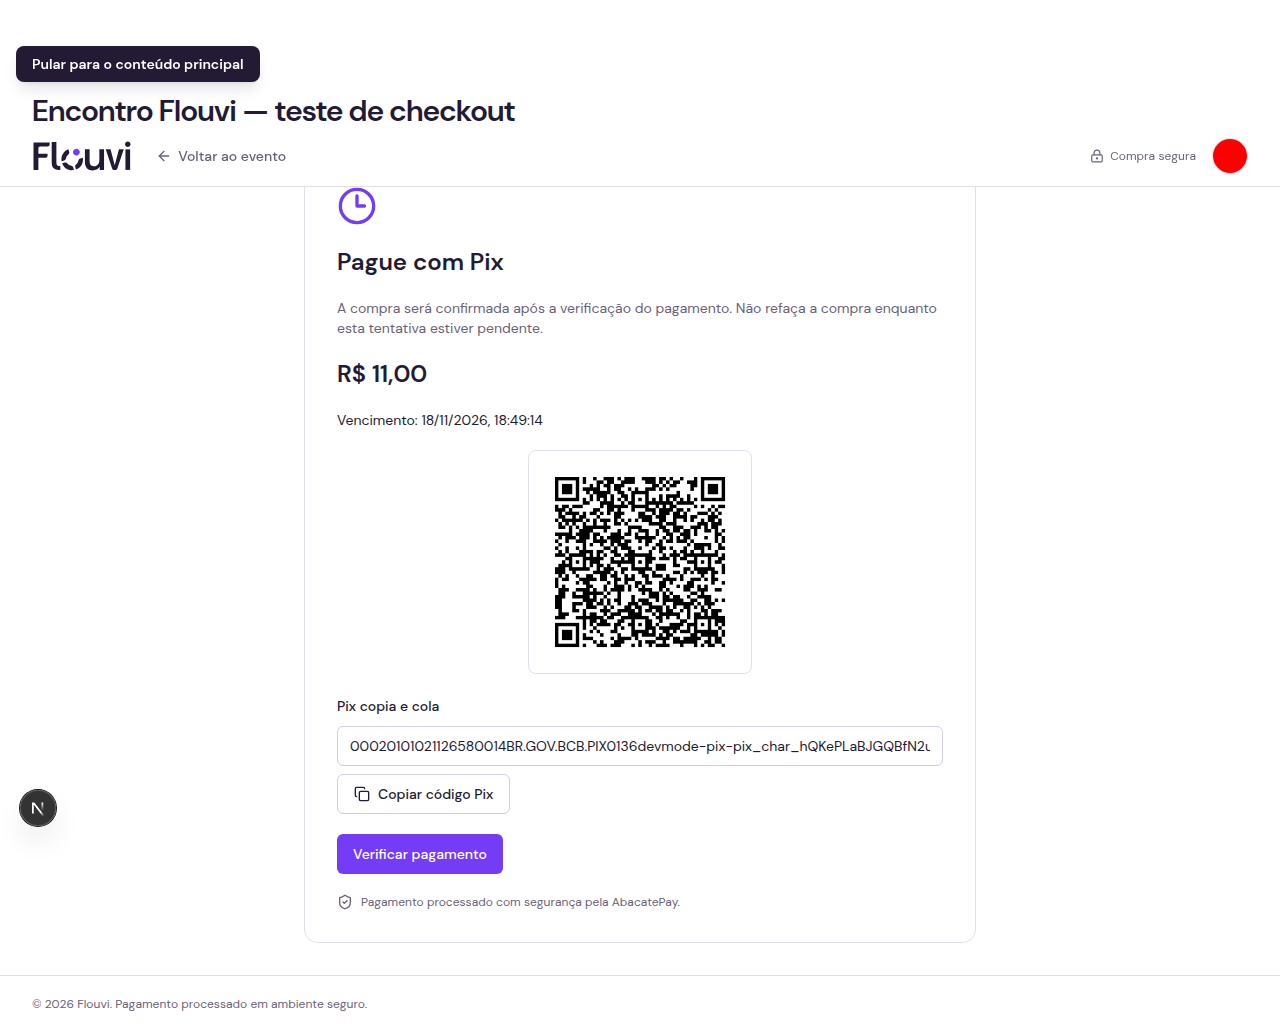 Pular para o conteúdo principal
Encontro Flouvi — teste de checkout
Flouvi
Voltar ao evento
Compra segura
Pague com Pix
A compra será confirmada após a verificação do pagamento. Não refaça a compra enquanto
esta tentativa estiver pendente.
R$ 11,00
Vencimento: 18/11/2026, 18:49:14
Pix copia e cola
00020101021126580014BR.GOV.BCB.PIX0136devmode-pix-pix_char_hQKePLaBJGQBfN2u
Copiar código Pix
N
Verificar pagamento
Pagamento processado com segurança pela AbacatePay.
© 2026 Flouvi. Pagamento processado em ambiente seguro.